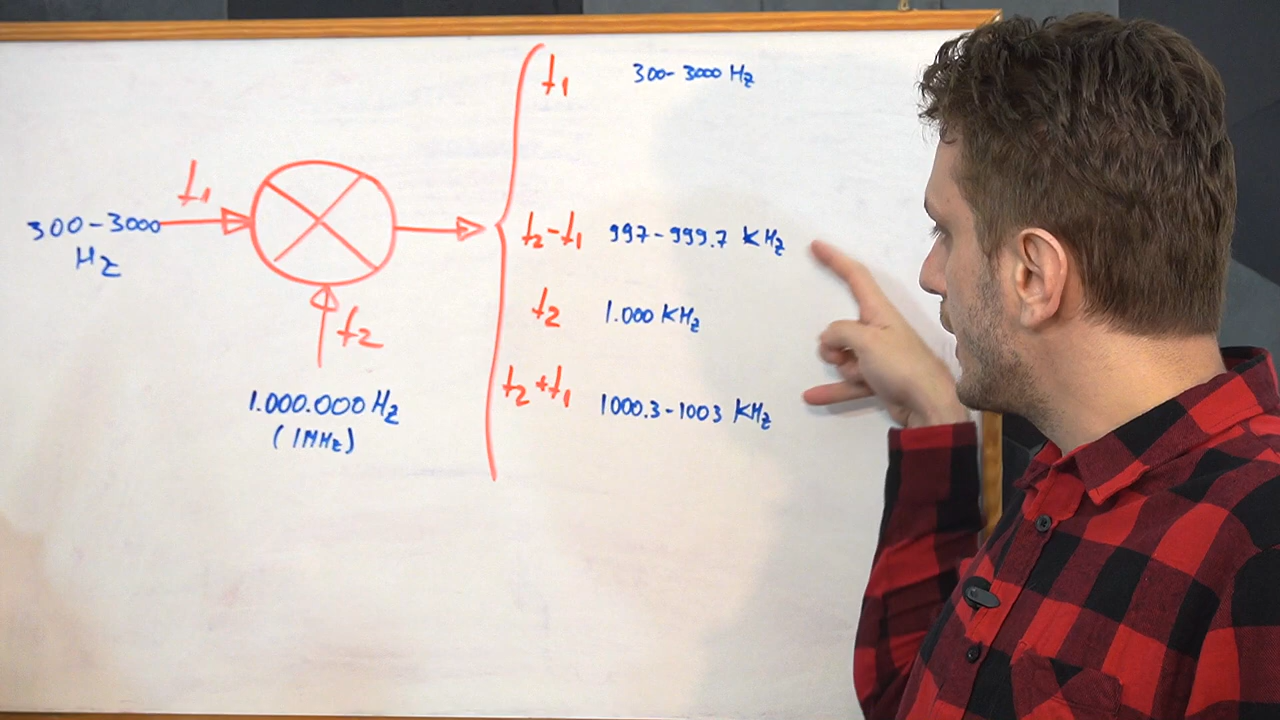 f1
300-3000
Hz
f2
1.000.000 Hz
(1MHz)
f1 300-3000 Hz
f2-f1 997-999.7 KHz
f2 1.000 KHz
f2+f1 1000.3-1003 KHz